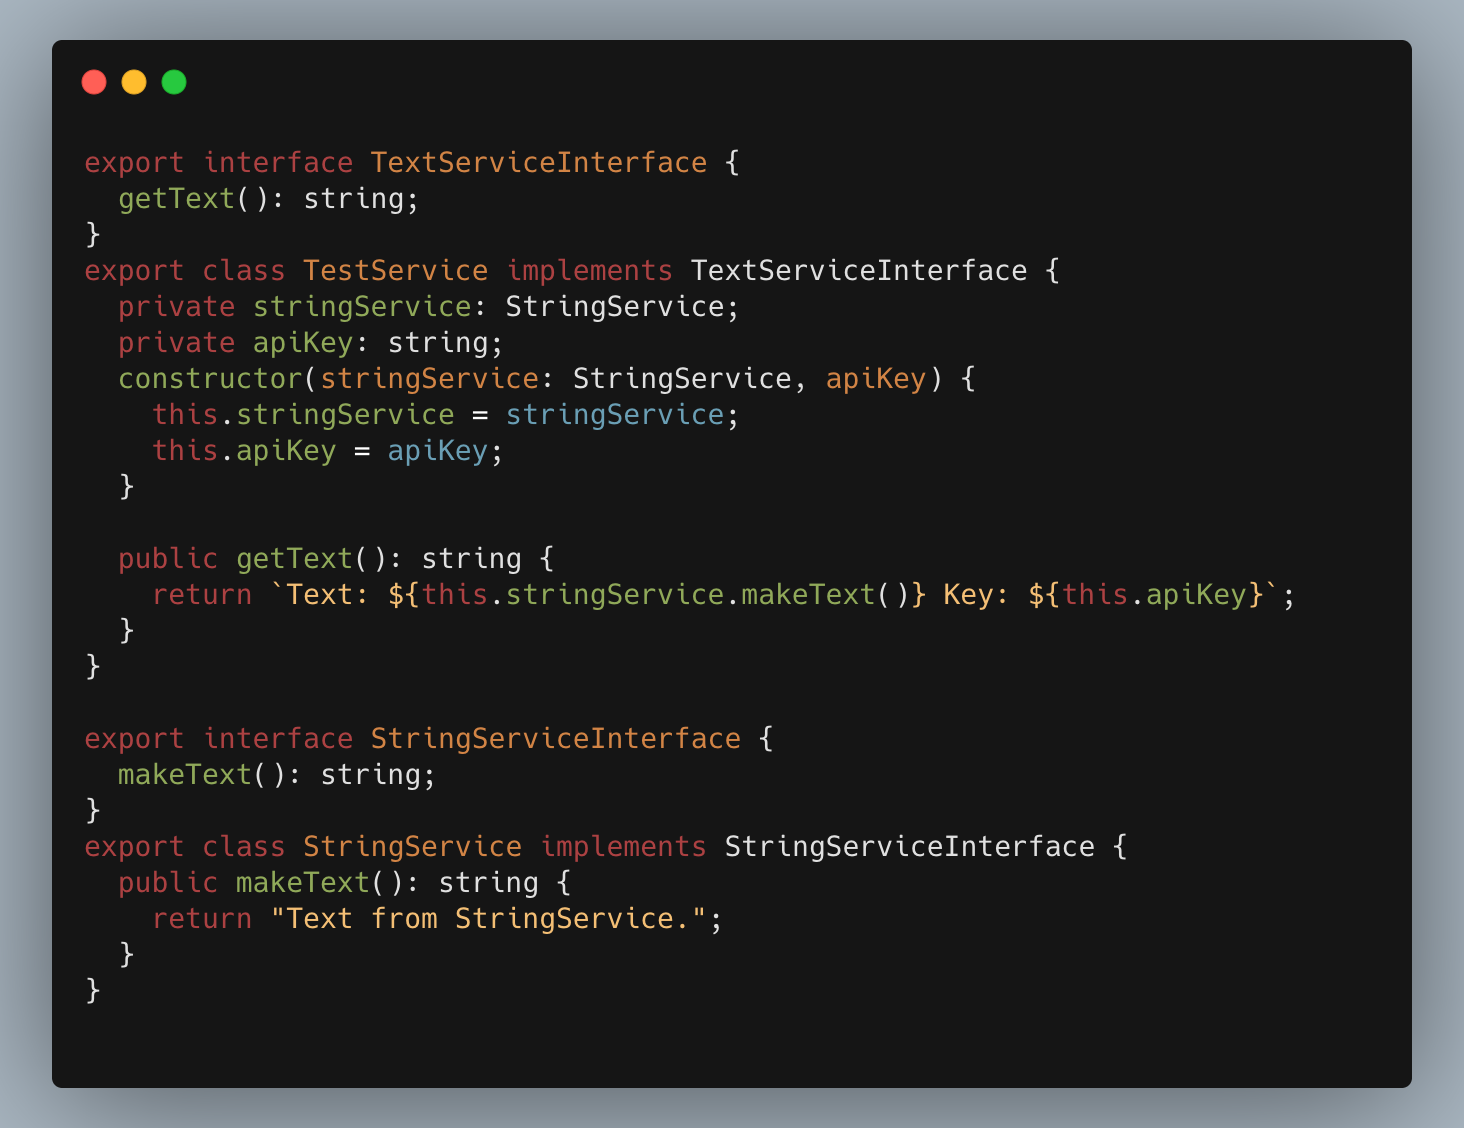 export interface TextServiceInterface {
  getText(): string;
}
export class TestService implements TextServiceInterface {
  private stringService: StringService;
  private apiKey: string;
  constructor(stringService: StringService, apiKey) {
    this.stringService = stringService;
    this.apiKey = apiKey;
  }

  public getText(): string {
    return `Text: ${this.stringService.makeText()} Key: ${this.apiKey}`;
  }
}

export interface StringServiceInterface {
  makeText(): string;
}
export class StringService implements StringServiceInterface {
  public makeText(): string {
    return "Text from StringService.";
  }
}